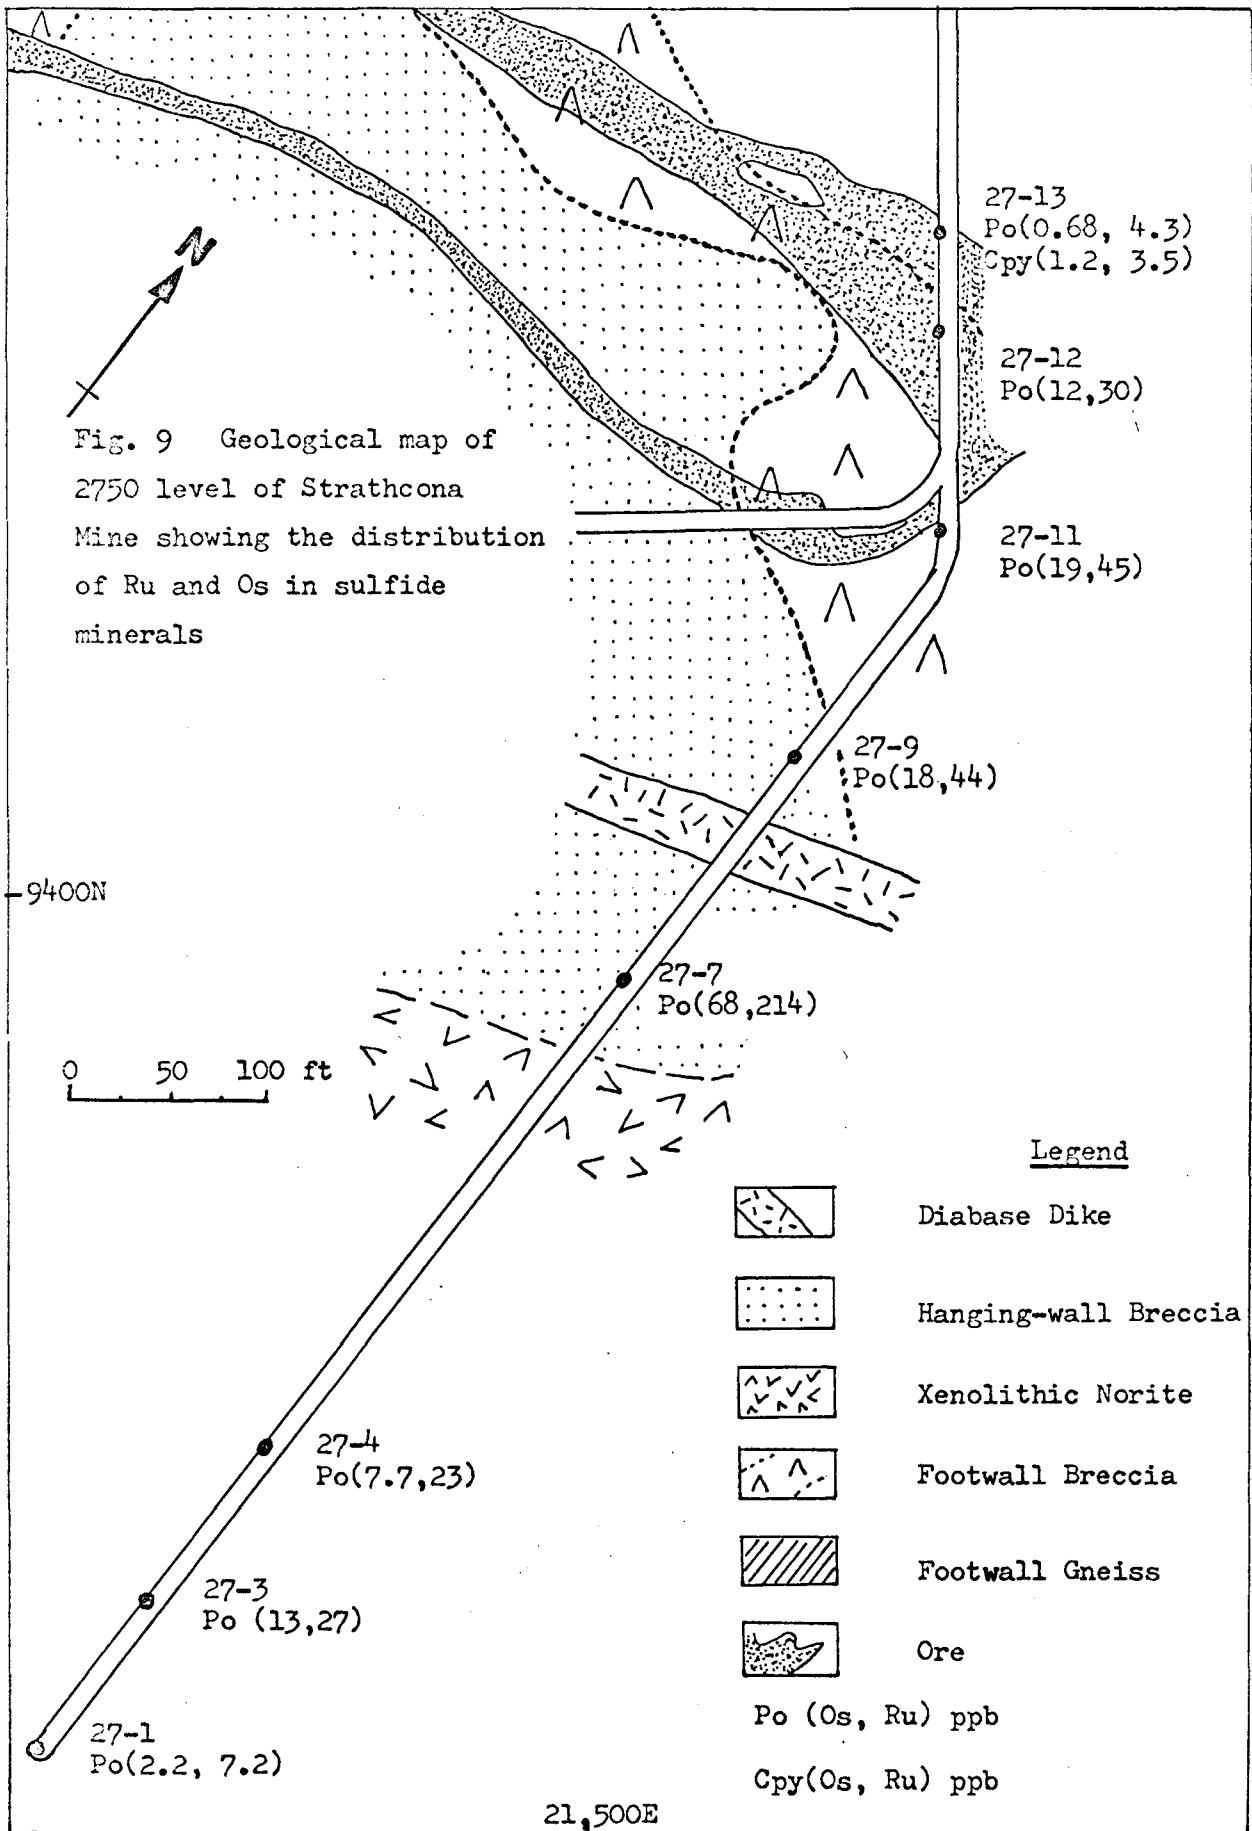 N
27-13
Po(0.68, 4.3)
Cpy(1.2, 3.5)
27-12
Po(12,30)
Fig. 9 Geological map of
2750 level of Strathcona
Mine showing the distribution
of Ru and Os in sulfide
minerals
27-11
Po(19,45)
27-9
Po(18,44)
9400N
27-7
Po(68,214)
0 50 100 ft
Legend
Diabase Dike
Hanging-wall Breccia
Xenolithic Norite
27-4
Po(7.7,23)
Footwall Breccia
Footwall Gneiss
27-3
Po (13,27)
Ore
Po (Os, Ru) ppb
27-1
Po(2.2, 7.2)
Cpy(Os, Ru) ppb
21,500E